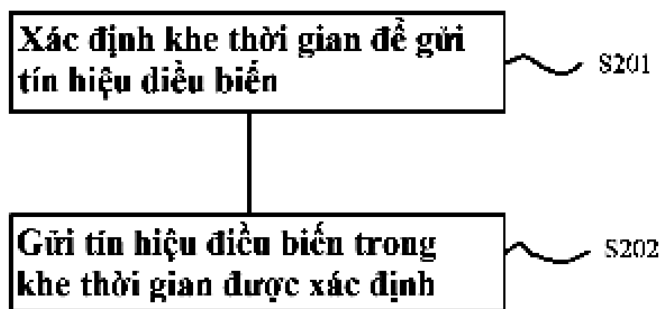 Xác định khe thời gian để gửi
tín hiệu điều biến
S201
Gửi tín hiệu điều biến trong
khe thời gian được xác định
S202